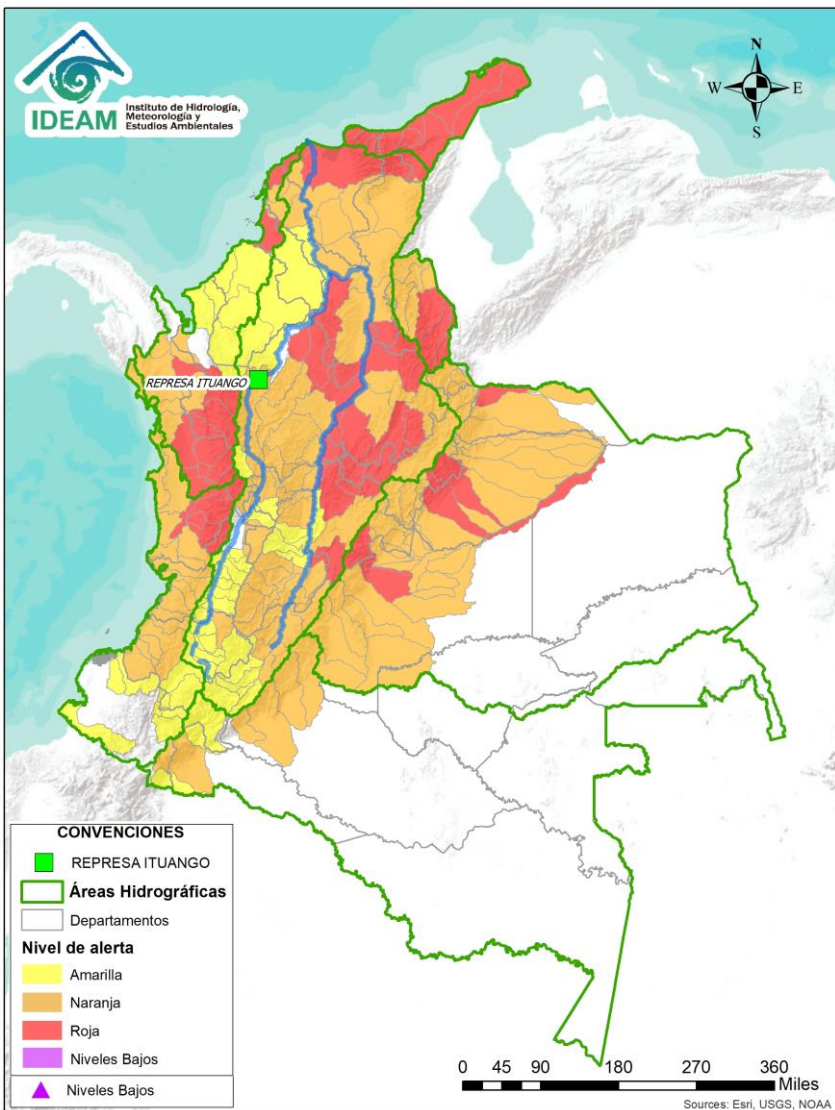 IDEAM
Instituto de Hidrología,
Meteorología y
Estudios Ambientales
N
W
E
S
REPRESA ITUANGO
CONVENCIONES
REPRESA ITUANGO
Áreas Hidrográficas
Departamentos
Nivel de alerta
Amarilla
Naranja
Roja
Niveles Bajos
Niveles Bajos
0 45 90 180 270 360
Miles
Sources: Esri, USGS, NOAA